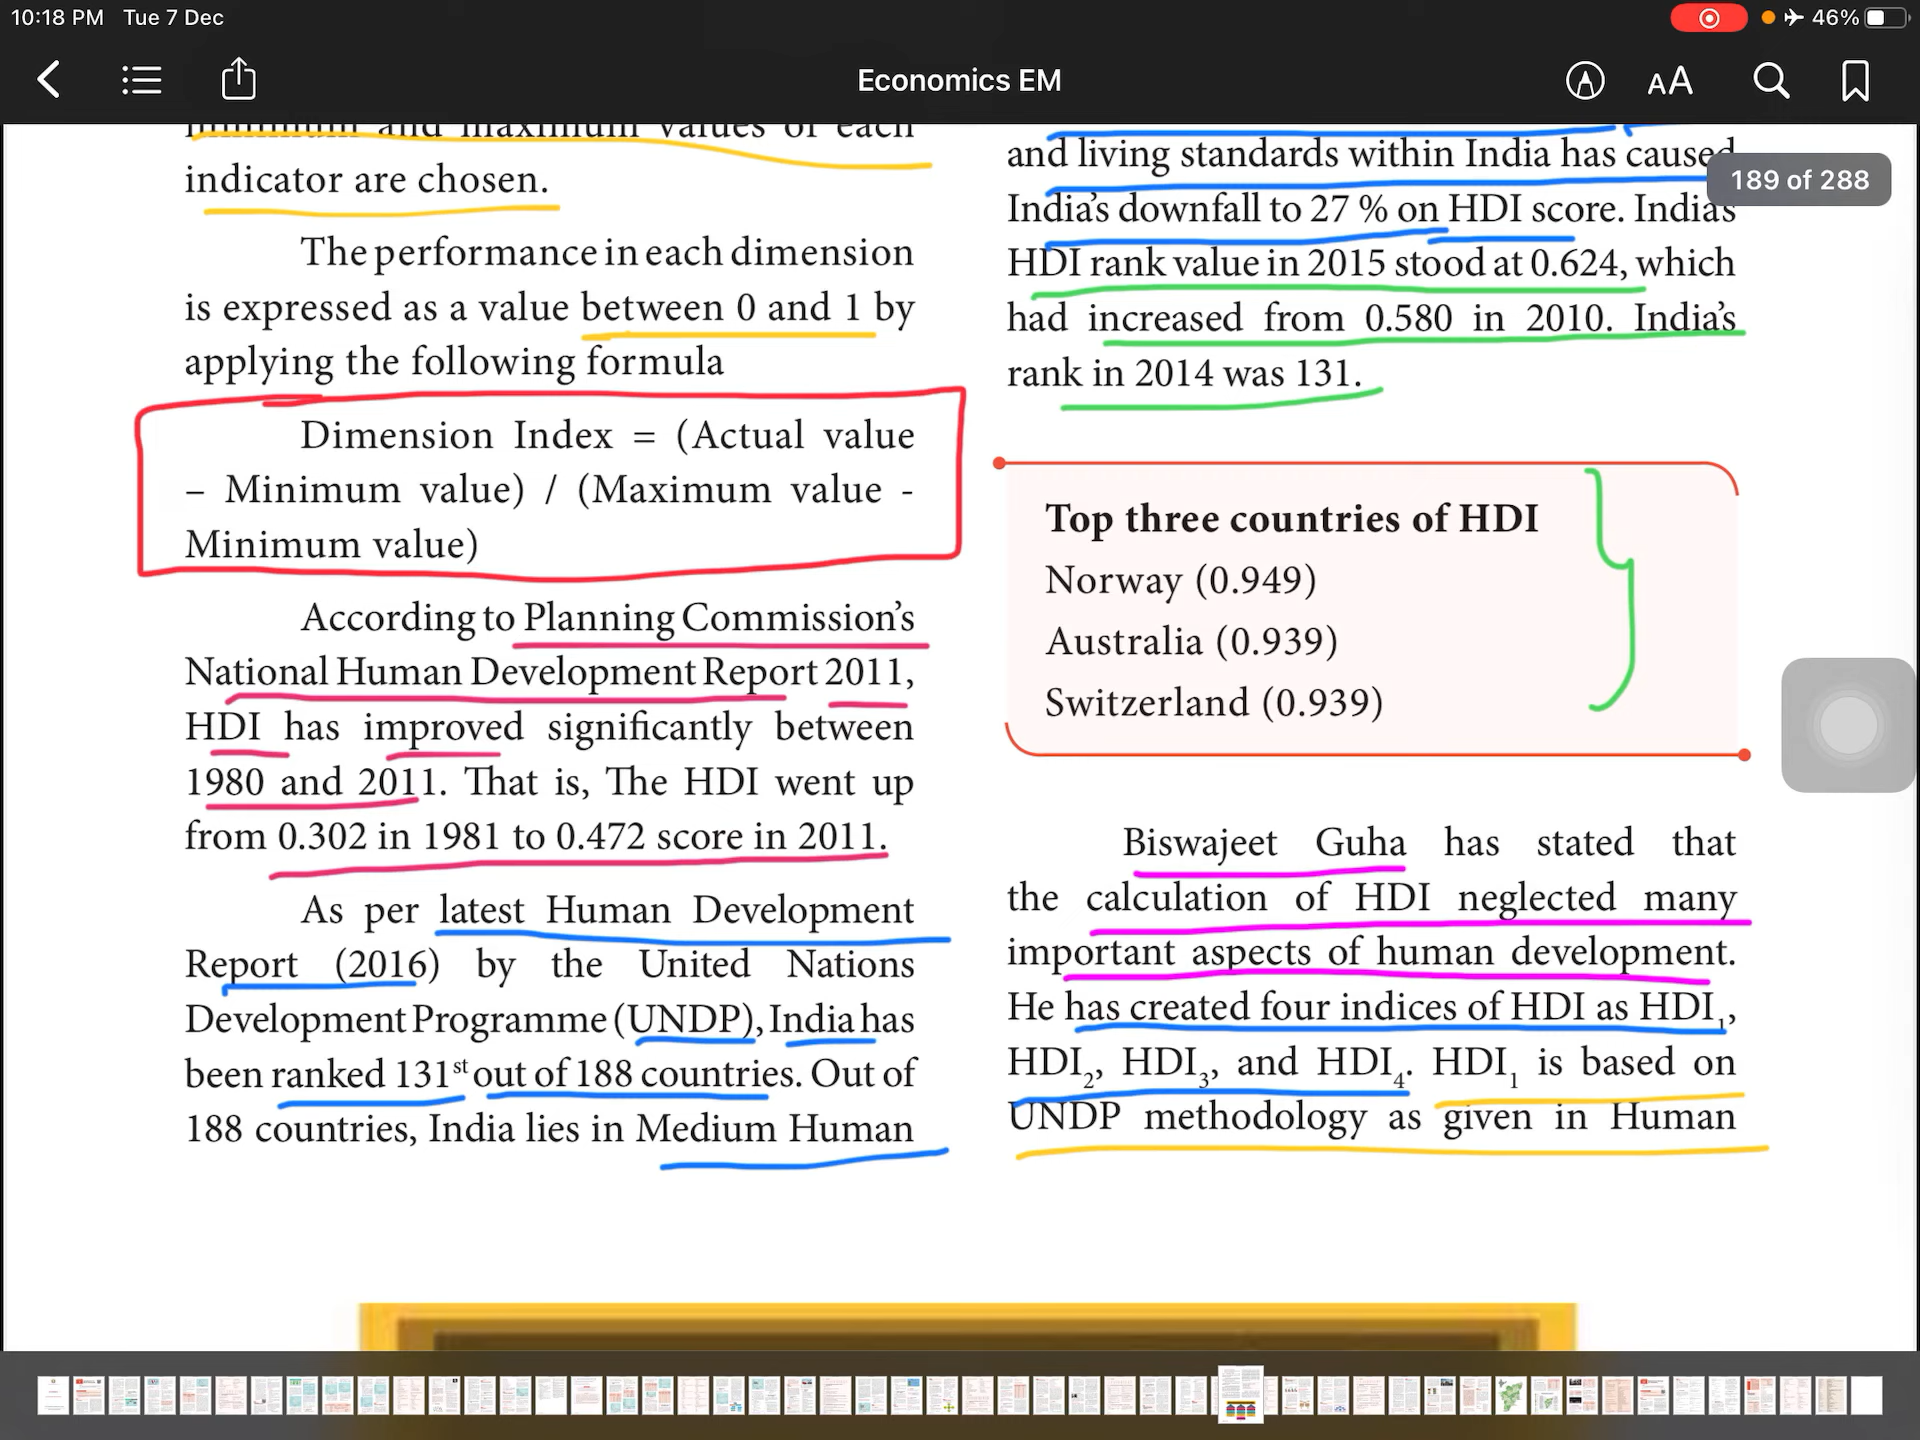 10:18 PM Tue 7 Dec
46%
Economics EM
189 of 288
minimum and maximum values of each
indicator are chosen.
The performance in each dimension
is expressed as a value between 0 and 1 by
applying the following formula
Dimension Index = (Actual value
– Minimum value) / (Maximum value -
Minimum value)
According to Planning Commission's
National Human Development Report 2011,
HDI has improved significantly between
1980 and 2011. That is, The HDI went up
from 0.302 in 1981 to 0.472 score in 2011.
As per latest Human Development
Report (2016) by the United Nations
Development Programme (UNDP), India has
been ranked 131st out of 188 countries. Out of
188 countries, India lies in Medium Human
and living standards within India has caused
India's downfall to 27 % on HDI score. India's
HDI rank value in 2015 stood at 0.624, which
had increased from 0.580 in 2010. India's
rank in 2014 was 131.
Top three countries of HDI
Norway (0.949)
Australia (0.939)
Switzerland (0.939)
Biswajeet Guha has stated that
the calculation of HDI neglected many
important aspects of human development.
He has created four indices of HDI as HDI₁,
HDI₂, HDI₃, and HDI₄. HDI₁ is based on
UNDP methodology as given in Human